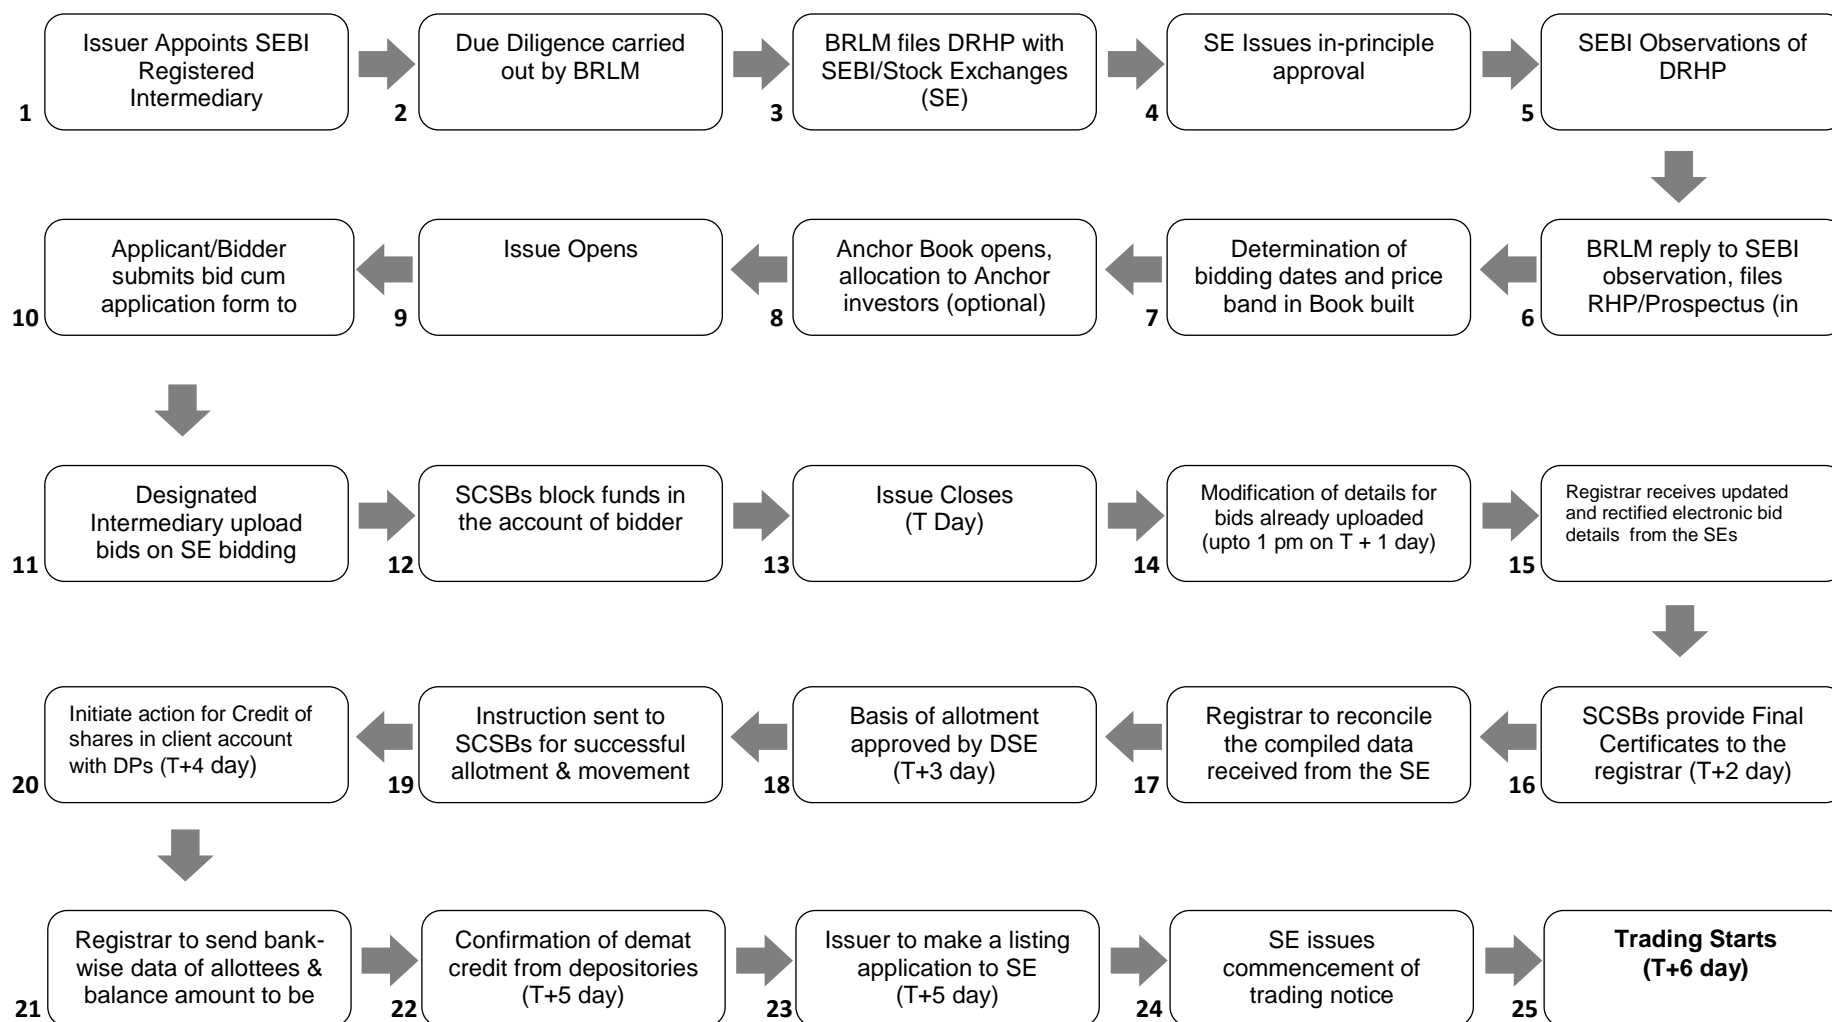 Issuer Appoints SEBI
Registered
Intermediary
1
Due Diligence carried
out by BRLM
2
BRLM files DRHP with
SEBI/Stock Exchanges
(SE)
3
SE Issues in-principle
approval
4
SEBI Observations of
DRHP
5
BRLM reply to SEBI
observation, files
RHP/Prospectus (in
6
Determination of
bidding dates and price
band in Book built
7
Anchor Book opens,
allocation to Anchor
investors (optional)
8
Issue Opens
9
Applicant/Bidder
submits bid cum
application form to
10
Designated
Intermediary upload
bids on SE bidding
11
SCSBs block funds in
the account of bidder
12
Issue Closes
(T Day)
13
Modification of details for
bids already uploaded
(upto 1 pm on T + 1 day)
14
Registrar receives updated
and rectified electronic bid
details from the SEs
15
SCSBs provide Final
Certificates to the
registrar (T+2 day)
16
Registrar to reconcile
the compiled data
received from the SE
17
Basis of allotment
approved by DSE
(T+3 day)
18
Instruction sent to
SCSBs for successful
allotment & movement
19
Initiate action for Credit of
shares in client account
with DPs (T+4 day)
20
Registrar to send bank-
wise data of allottees &
balance amount to be
21
Confirmation of demat
credit from depositories
(T+5 day)
22
Issuer to make a listing
application to SE
(T+5 day)
23
SE issues
commencement of
trading notice
24
Trading Starts
(T+6 day)
25